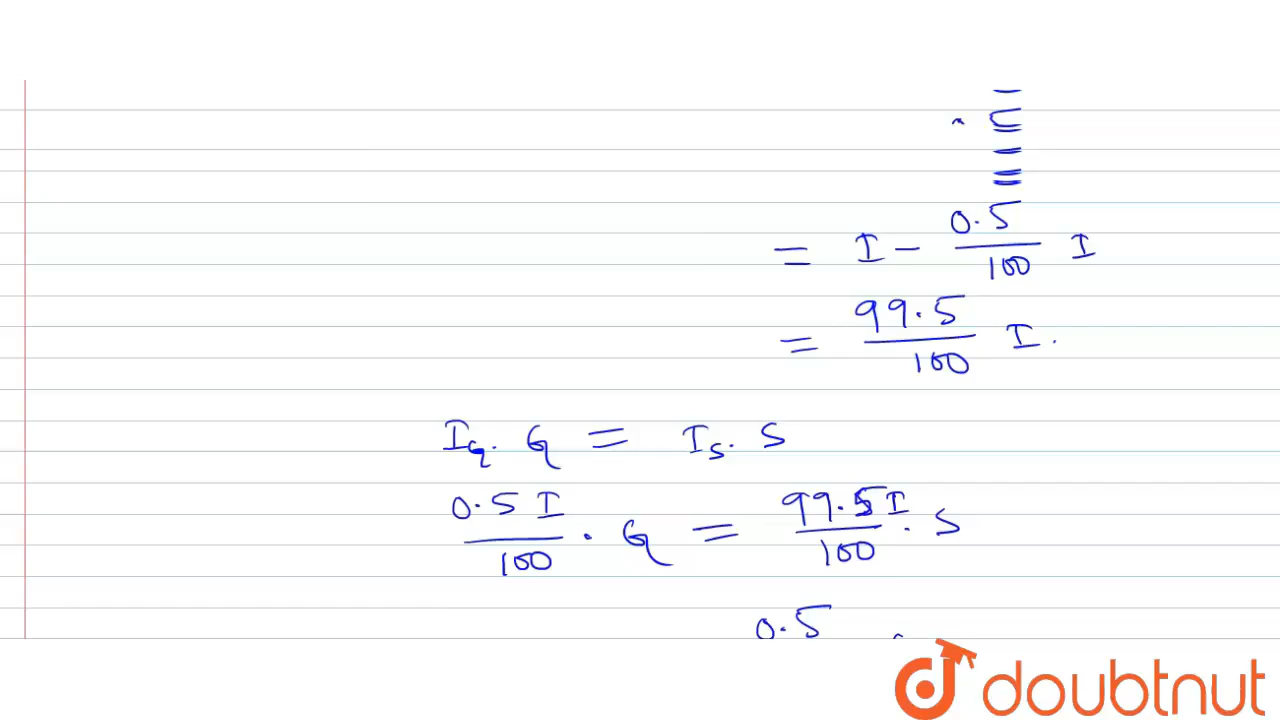 = I - 0.5/100 I
= 99.5/100 I.
I_G. G = I_S. S
0.5 I/100 . G = 99.5 I/100 . S
0.5
doubtnut